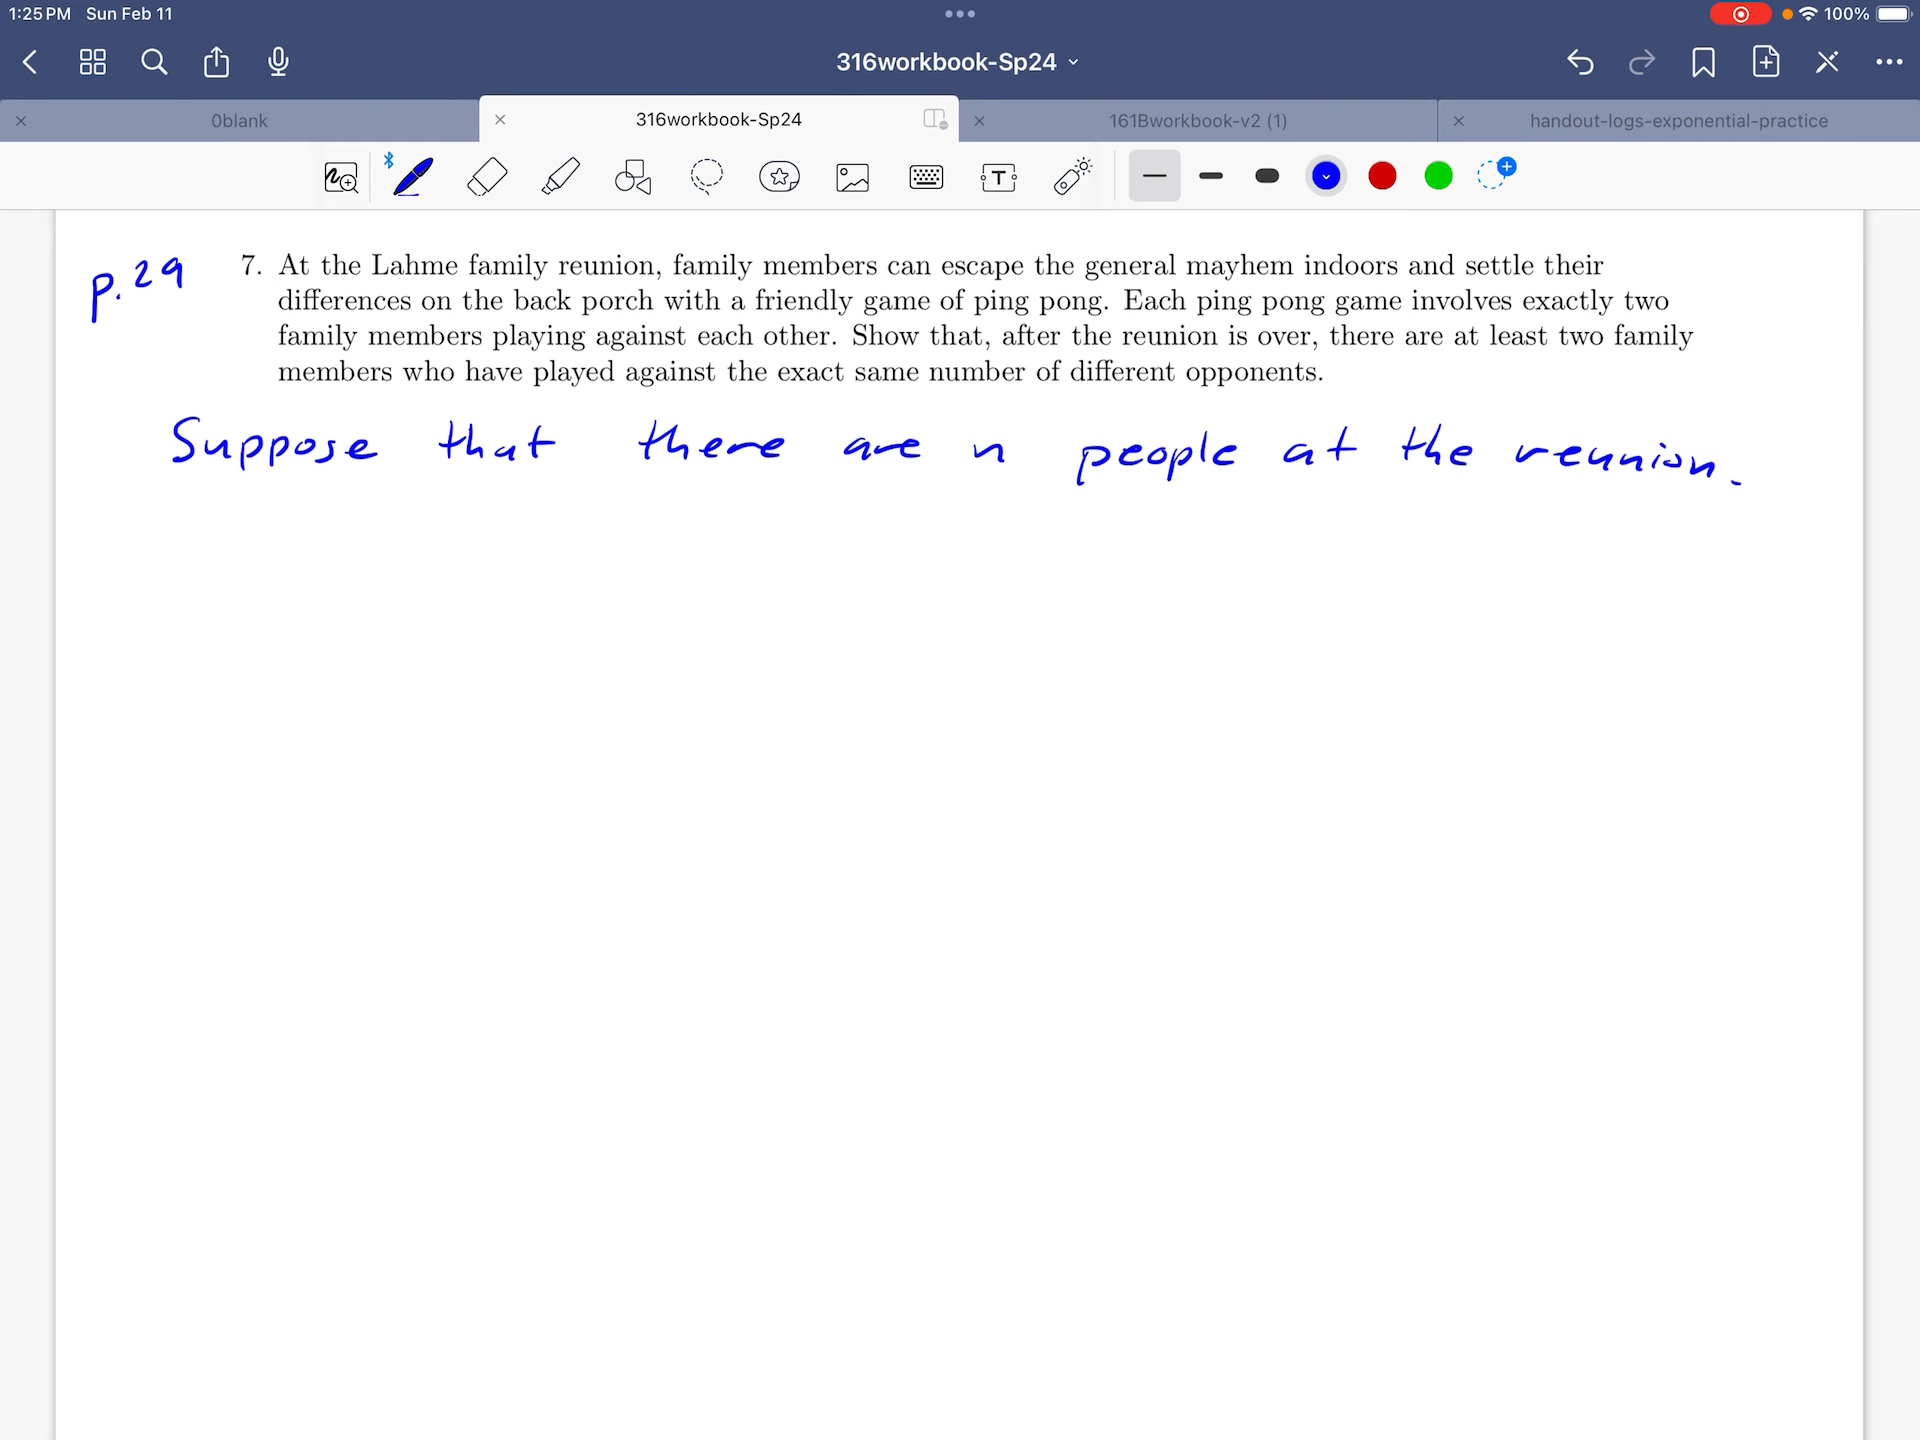 1:25 PM Sun Feb 11
100%
316workbook-Sp24
0blank
316workbook-Sp24
161Bworkbook-v2 (1)
handout-logs-exponential-practice
T
p. 29
7. At the Lahme family reunion, family members can escape the general mayhem indoors and settle their
differences on the back porch with a friendly game of ping pong. Each ping pong game involves exactly two
family members playing against each other. Show that, after the reunion is over, there are at least two family
members who have played against the exact same number of different opponents.
Suppose that there are n people at the reunion.